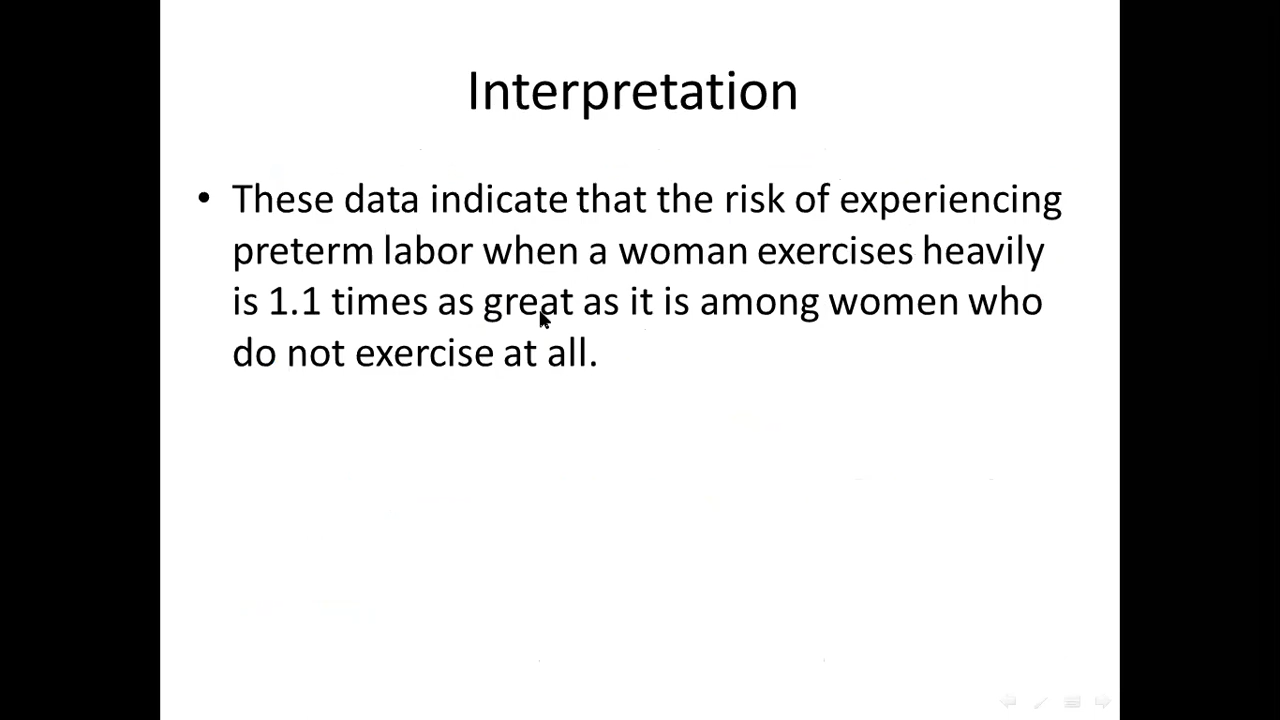 Interpretation
• These data indicate that the risk of experiencing
preterm labor when a woman exercises heavily
is 1.1 times as great as it is among women who
do not exercise at all.